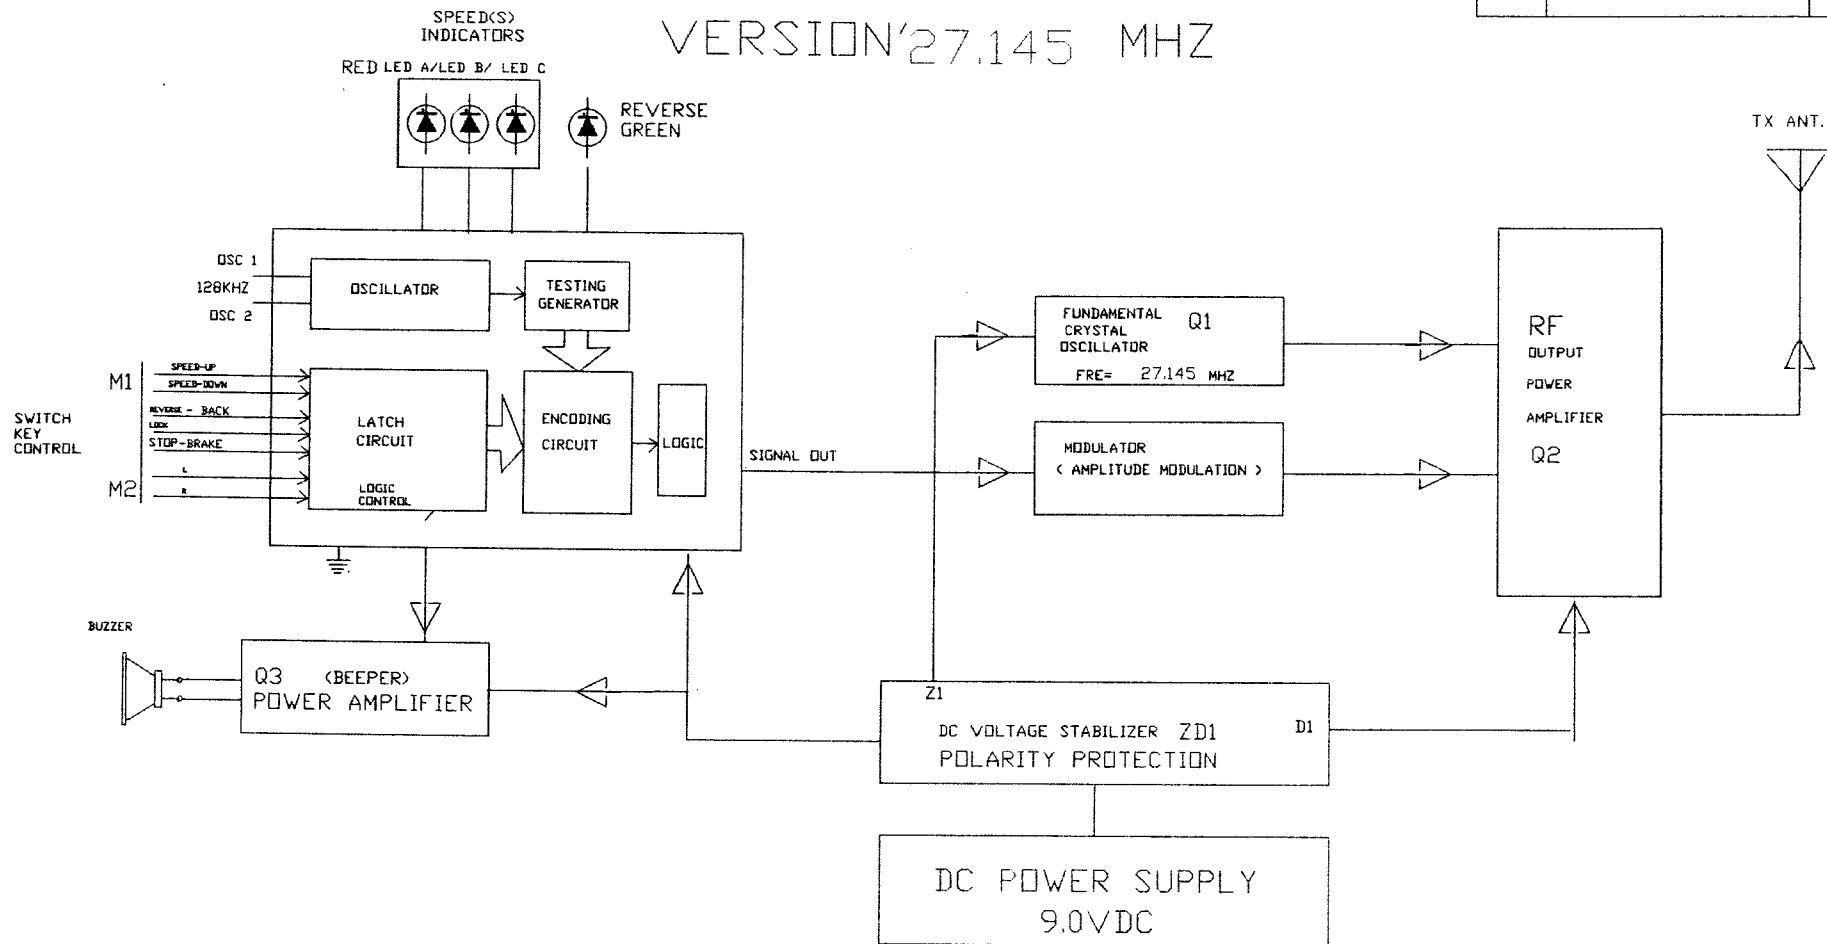 SPEED(S)
INDICATORS
VERSION'27.145 MHZ
RED LED A/LED B/ LED C
REVERSE
GREEN
TX ANT.
OSC 1
128KHZ
OSC 2
OSCILLATOR
TESTING
GENERATOR
FUNDAMENTAL
CRYSTAL
OSCILLATOR
Q1
FRE= 27.145 MHZ
RF
OUTPUT
POWER
AMPLIFIER
Q2
SWITCH
KEY
CONTROL
M1
SPEED-UP
SPEED-DOWN
REVERSE - BACK
LOCK
STOP-BRAKE
M2
L
R
LATCH
CIRCUIT
LOGIC
CONTROL
ENCODING
CIRCUIT
LOGIC
SIGNAL OUT
MODULATOR
( AMPLITUDE MODULATION )
BUZZER
Q3 (BEEPER)
POWER AMPLIFIER
Z1
DC VOLTAGE STABILIZER ZD1
D1
POLARITY PROTECTION
DC POWER SUPPLY
9.0VDC